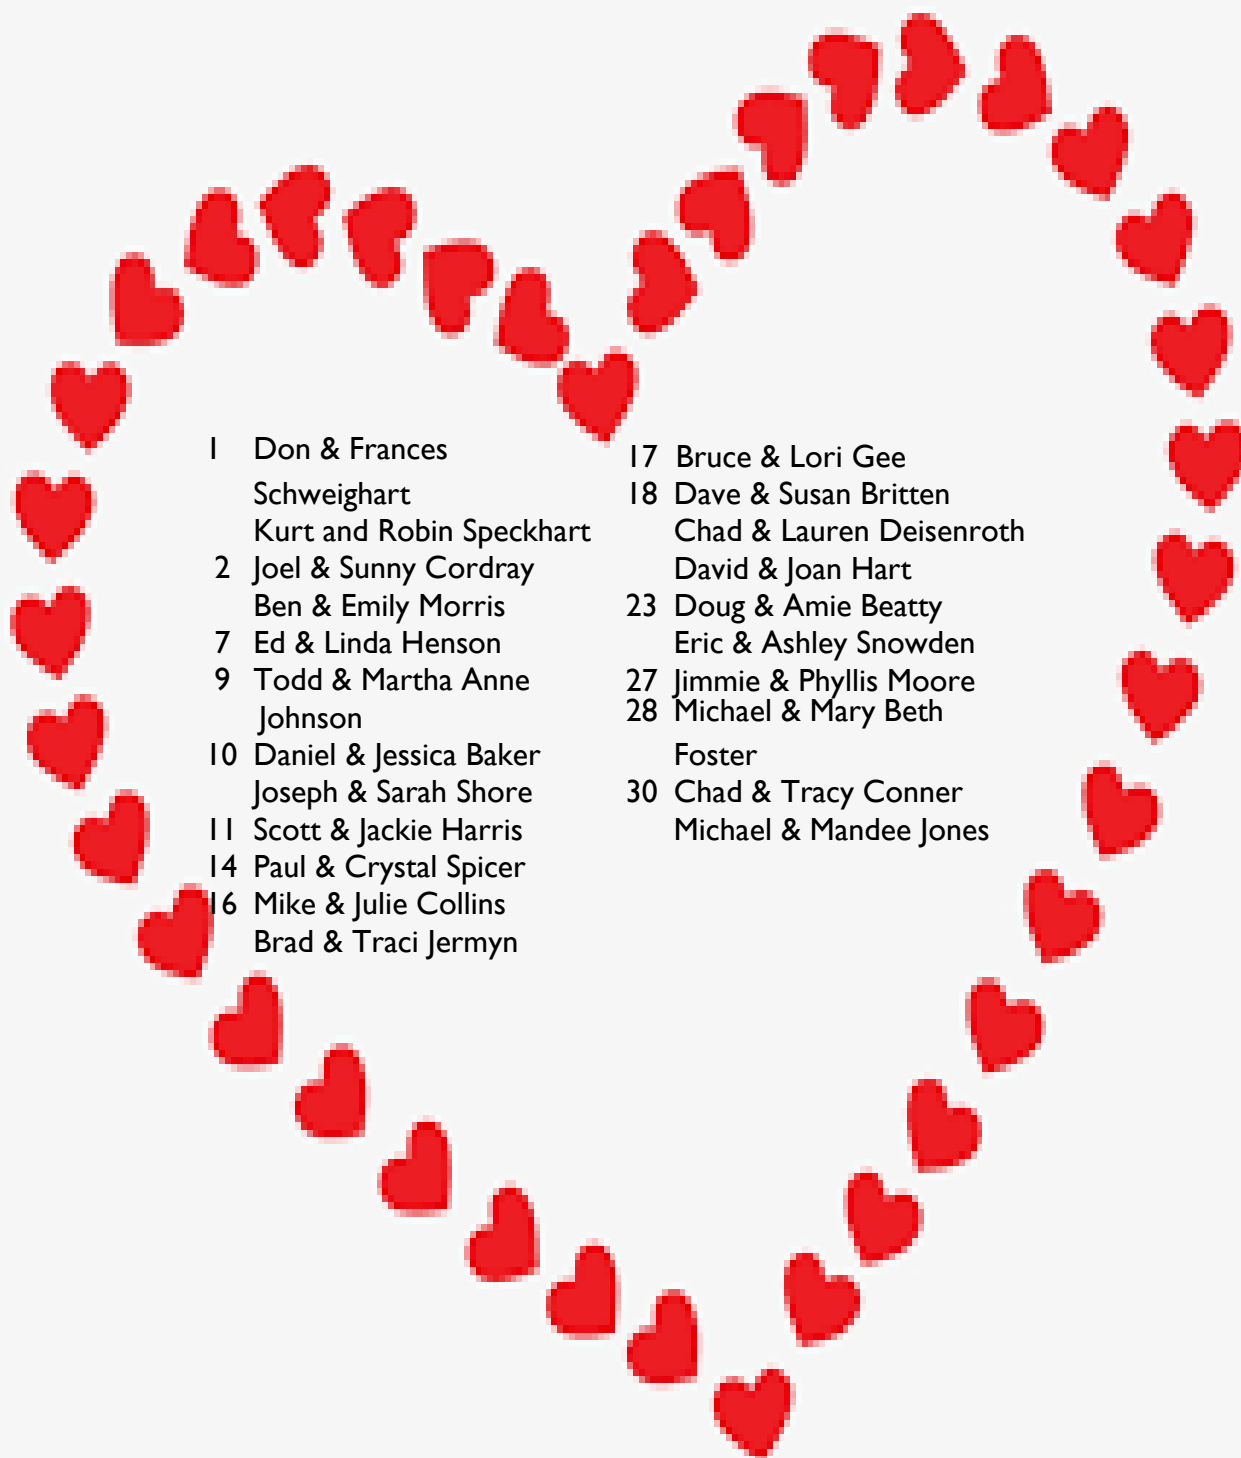 1 Don & Frances
Schweighart
Kurt and Robin Speckhart
2 Joel & Sunny Cordray
Ben & Emily Morris
7 Ed & Linda Henson
9 Todd & Martha Anne
Johnson
10 Daniel & Jessica Baker
Joseph & Sarah Shore
11 Scott & Jackie Harris
14 Paul & Crystal Spicer
16 Mike & Julie Collins
Brad & Traci Jermyn
17 Bruce & Lori Gee
18 Dave & Susan Britten
Chad & Lauren Deisenroth
David & Joan Hart
23 Doug & Amie Beatty
Eric & Ashley Snowden
27 Jimmie & Phyllis Moore
28 Michael & Mary Beth
Foster
30 Chad & Tracy Conner
Michael & Mandee Jones